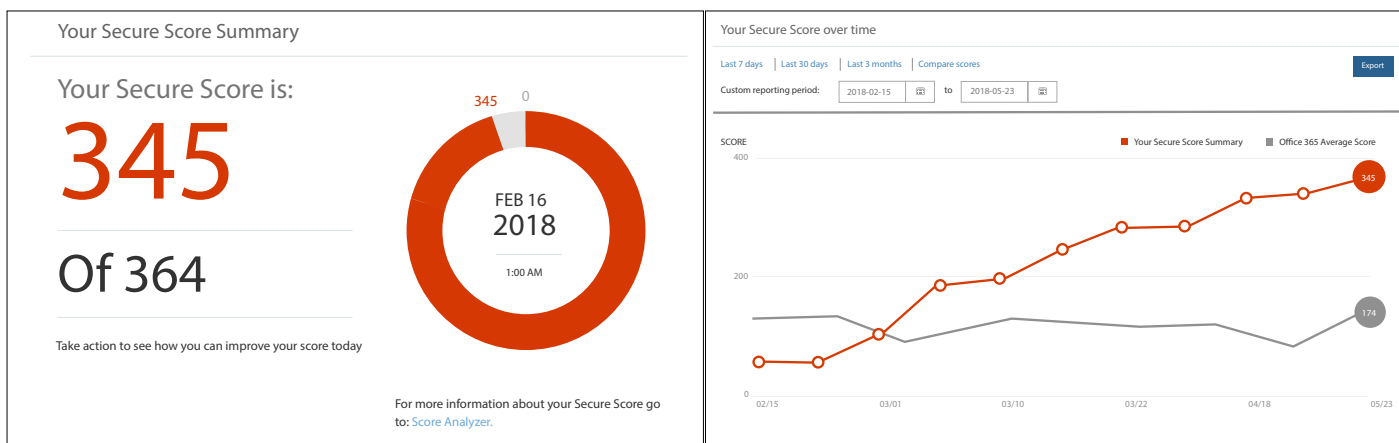 Your Secure Score Summary
Your Secure Score is:
345
Of 364
Take action to see how you can improve your score today
345
0
FEB 16
2018
1:00 AM
For more information about your Secure Score go
to: Score Analyzer.
Your Secure Score over time
Last 7 days | Last 30 days | Last 3 months | Compare scores
Export
Custom reporting period: 2018-02-15 to 2018-05-23
SCORE
Your Secure Score Summary Office 365 Average Score
400
345
200
174
0
02/15 03/01 03/10 03/22 04/18 05/23